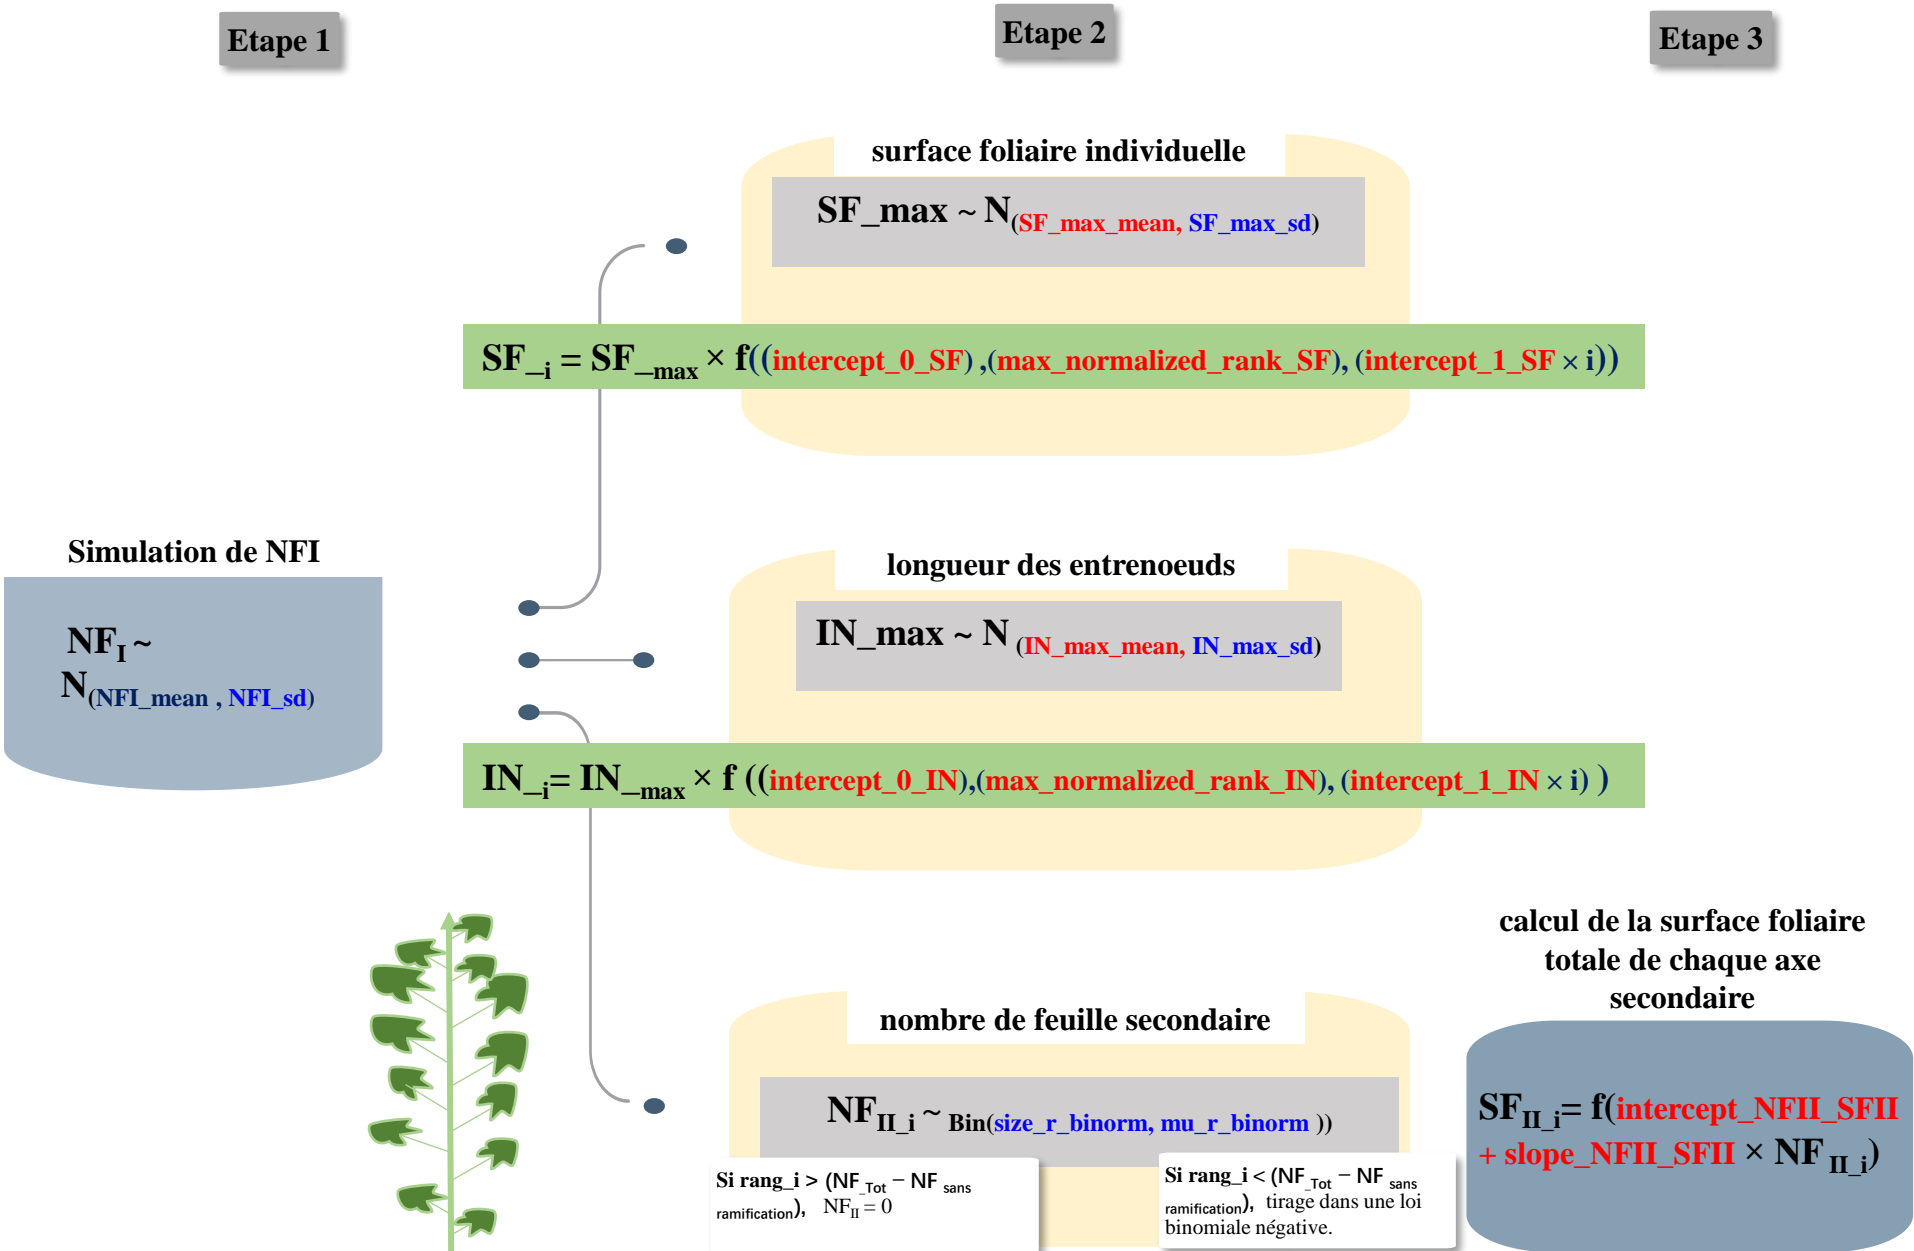 Etape 1
Etape 2
Etape 3
surface foliaire individuelle
SF_max ~ N(SF_max_mean, SF_max_sd)
SF_i = SF_max × f((intercept_0_SF) ,(max_normalized_rank_SF), (intercept_1_SF × i))
Simulation de NFI
NFI ~
N(NFI_mean , NFI_sd)
longueur des entrenoeuds
IN_max ~ N (IN_max_mean, IN_max_sd)
IN_i= IN_max × f ((intercept_0_IN),(max_normalized_rank_IN), (intercept_1_IN × i) )
nombre de feuille secondaire
NFII_i ~ Bin(size_r_binorm, mu_r_binorm ))
Si rang_i > (NF_Tot − NF sans
ramification), NFII = 0
Si rang_i < (NF_Tot − NF sans
ramification), tirage dans une loi
binomiale négative.
calcul de la surface foliaire
totale de chaque axe
secondaire
SFII_i= f(intercept_NFII_SFII
+ slope_NFII_SFII × NF II_i)